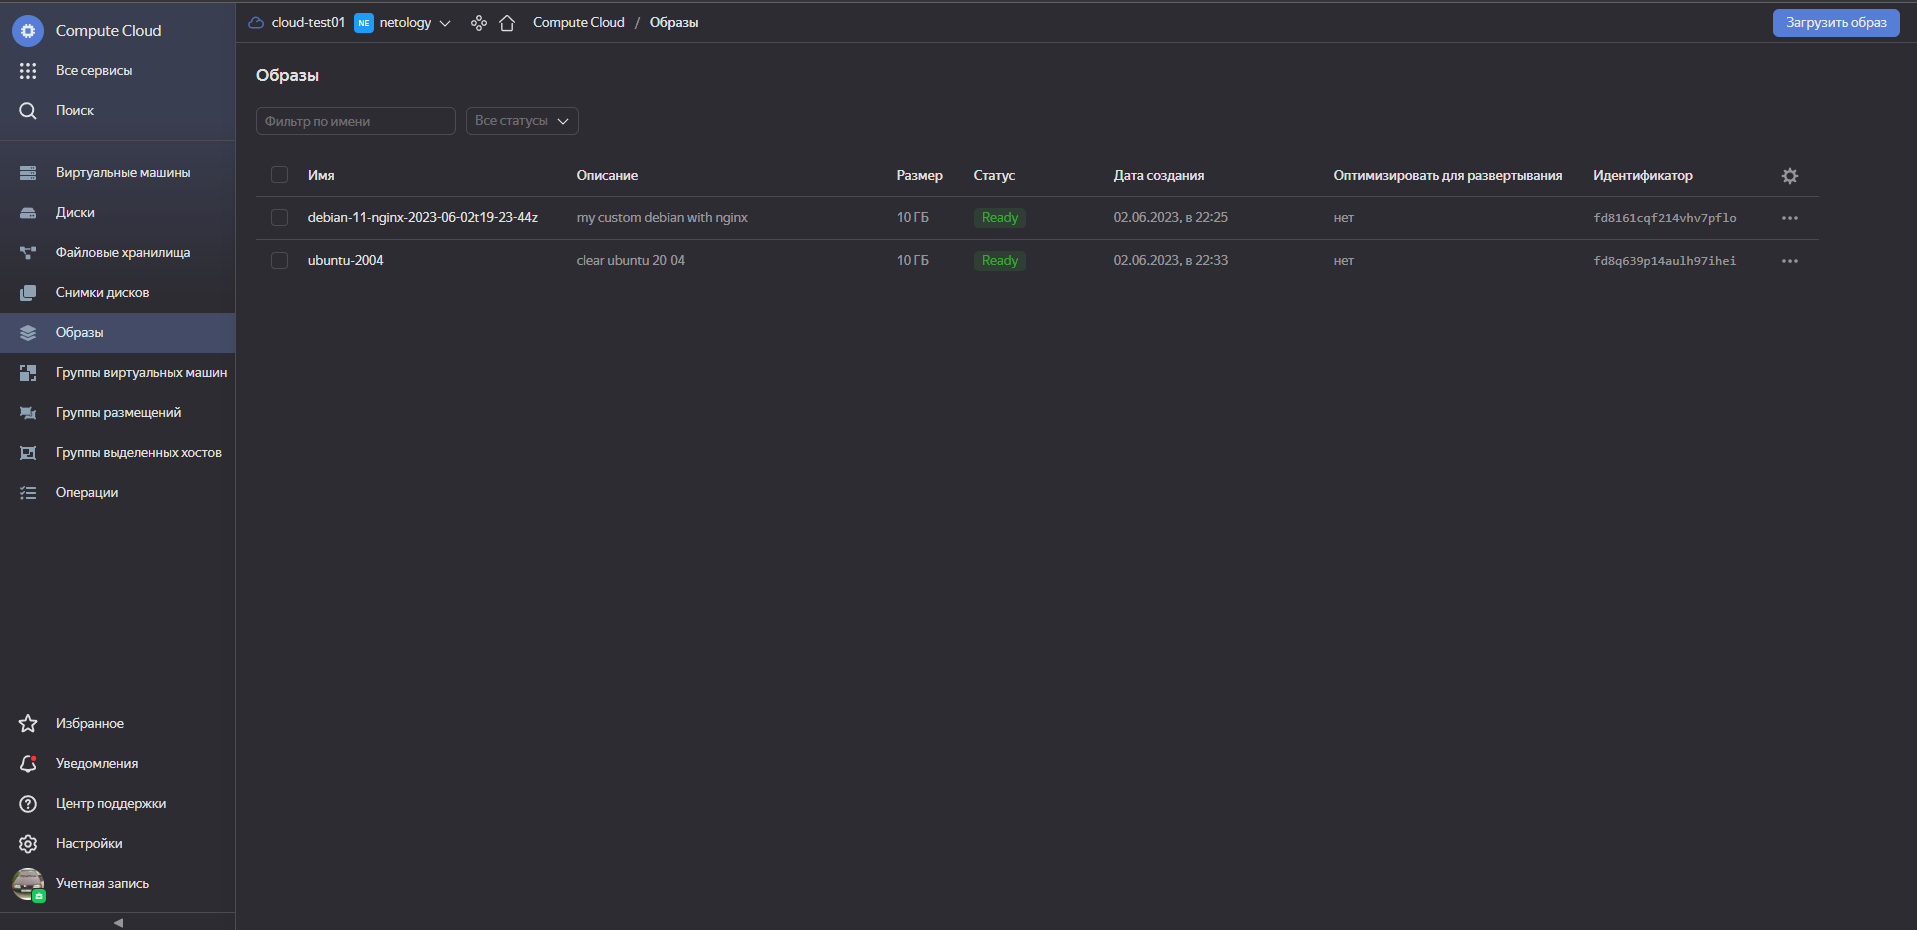 Compute Cloud
Все сервисы
Поиск
Виртуальные машины
Диски
Файловые хранилища
Снимки дисков
Образы
Группы виртуальных машин
Группы размещений
Группы выделенных хостов
Операции
Избранное
Уведомления
Центр поддержки
Настройки
Учетная запись
cloud-test01 NE netology Compute Cloud / Образы Загрузить образ
Образы
Фильтр по имени Все статусы
Имя Описание Размер Статус Дата создания Оптимизировать для развертывания Идентификатор
debian-11-nginx-2023-06-02t19-23-44z my custom debian with nginx 10 ГБ Ready 02.06.2023, в 22:25 нет fd8161cqf214vhv7pflo
ubuntu-2004 clear ubuntu 20 04 10 ГБ Ready 02.06.2023, в 22:33 нет fd8q639p14aulh97ihei